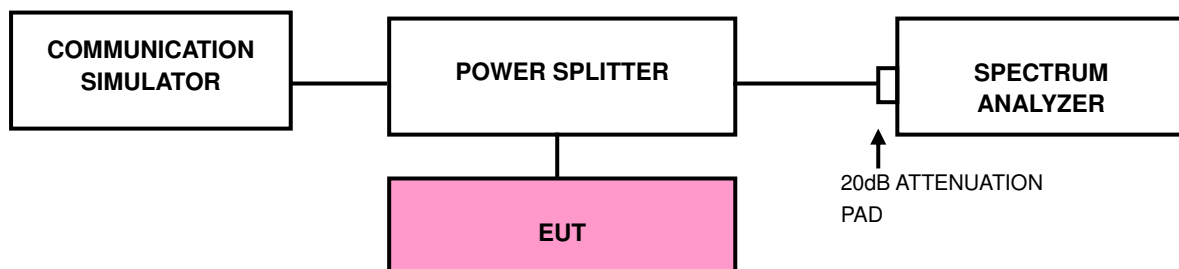 COMMUNICATION
SIMULATOR
POWER SPLITTER
SPECTRUM
ANALYZER
20dB ATTENUATION
PAD
EUT